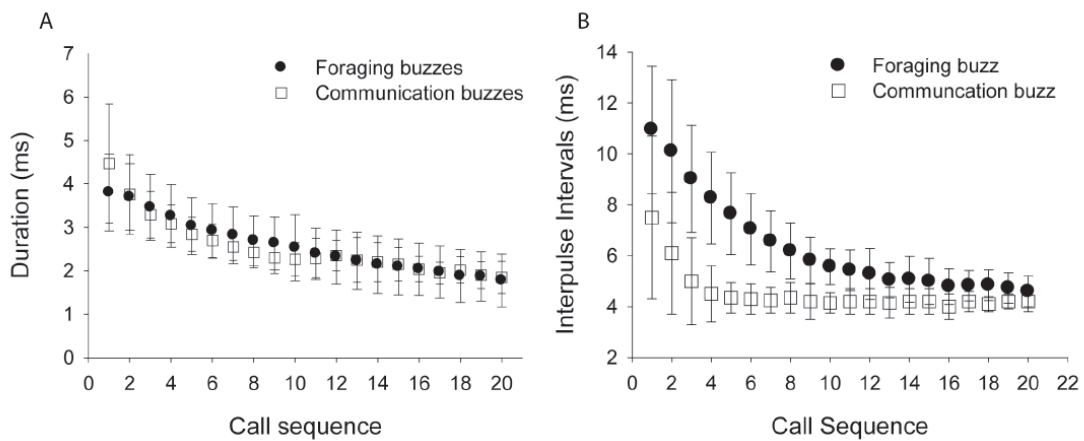 A
Duration (ms)
7
6
5
4
3
2
1
0
Foraging buzzes
Communication buzzes
0 2 4 6 8 10 12 14 16 18 20
Call sequence
B
Interpulse Intervals (ms)
14
12
10
8
6
4
2
Foraging buzz
Communcation buzz
0 2 4 6 8 10 12 14 16 18 20 22
Call Sequence